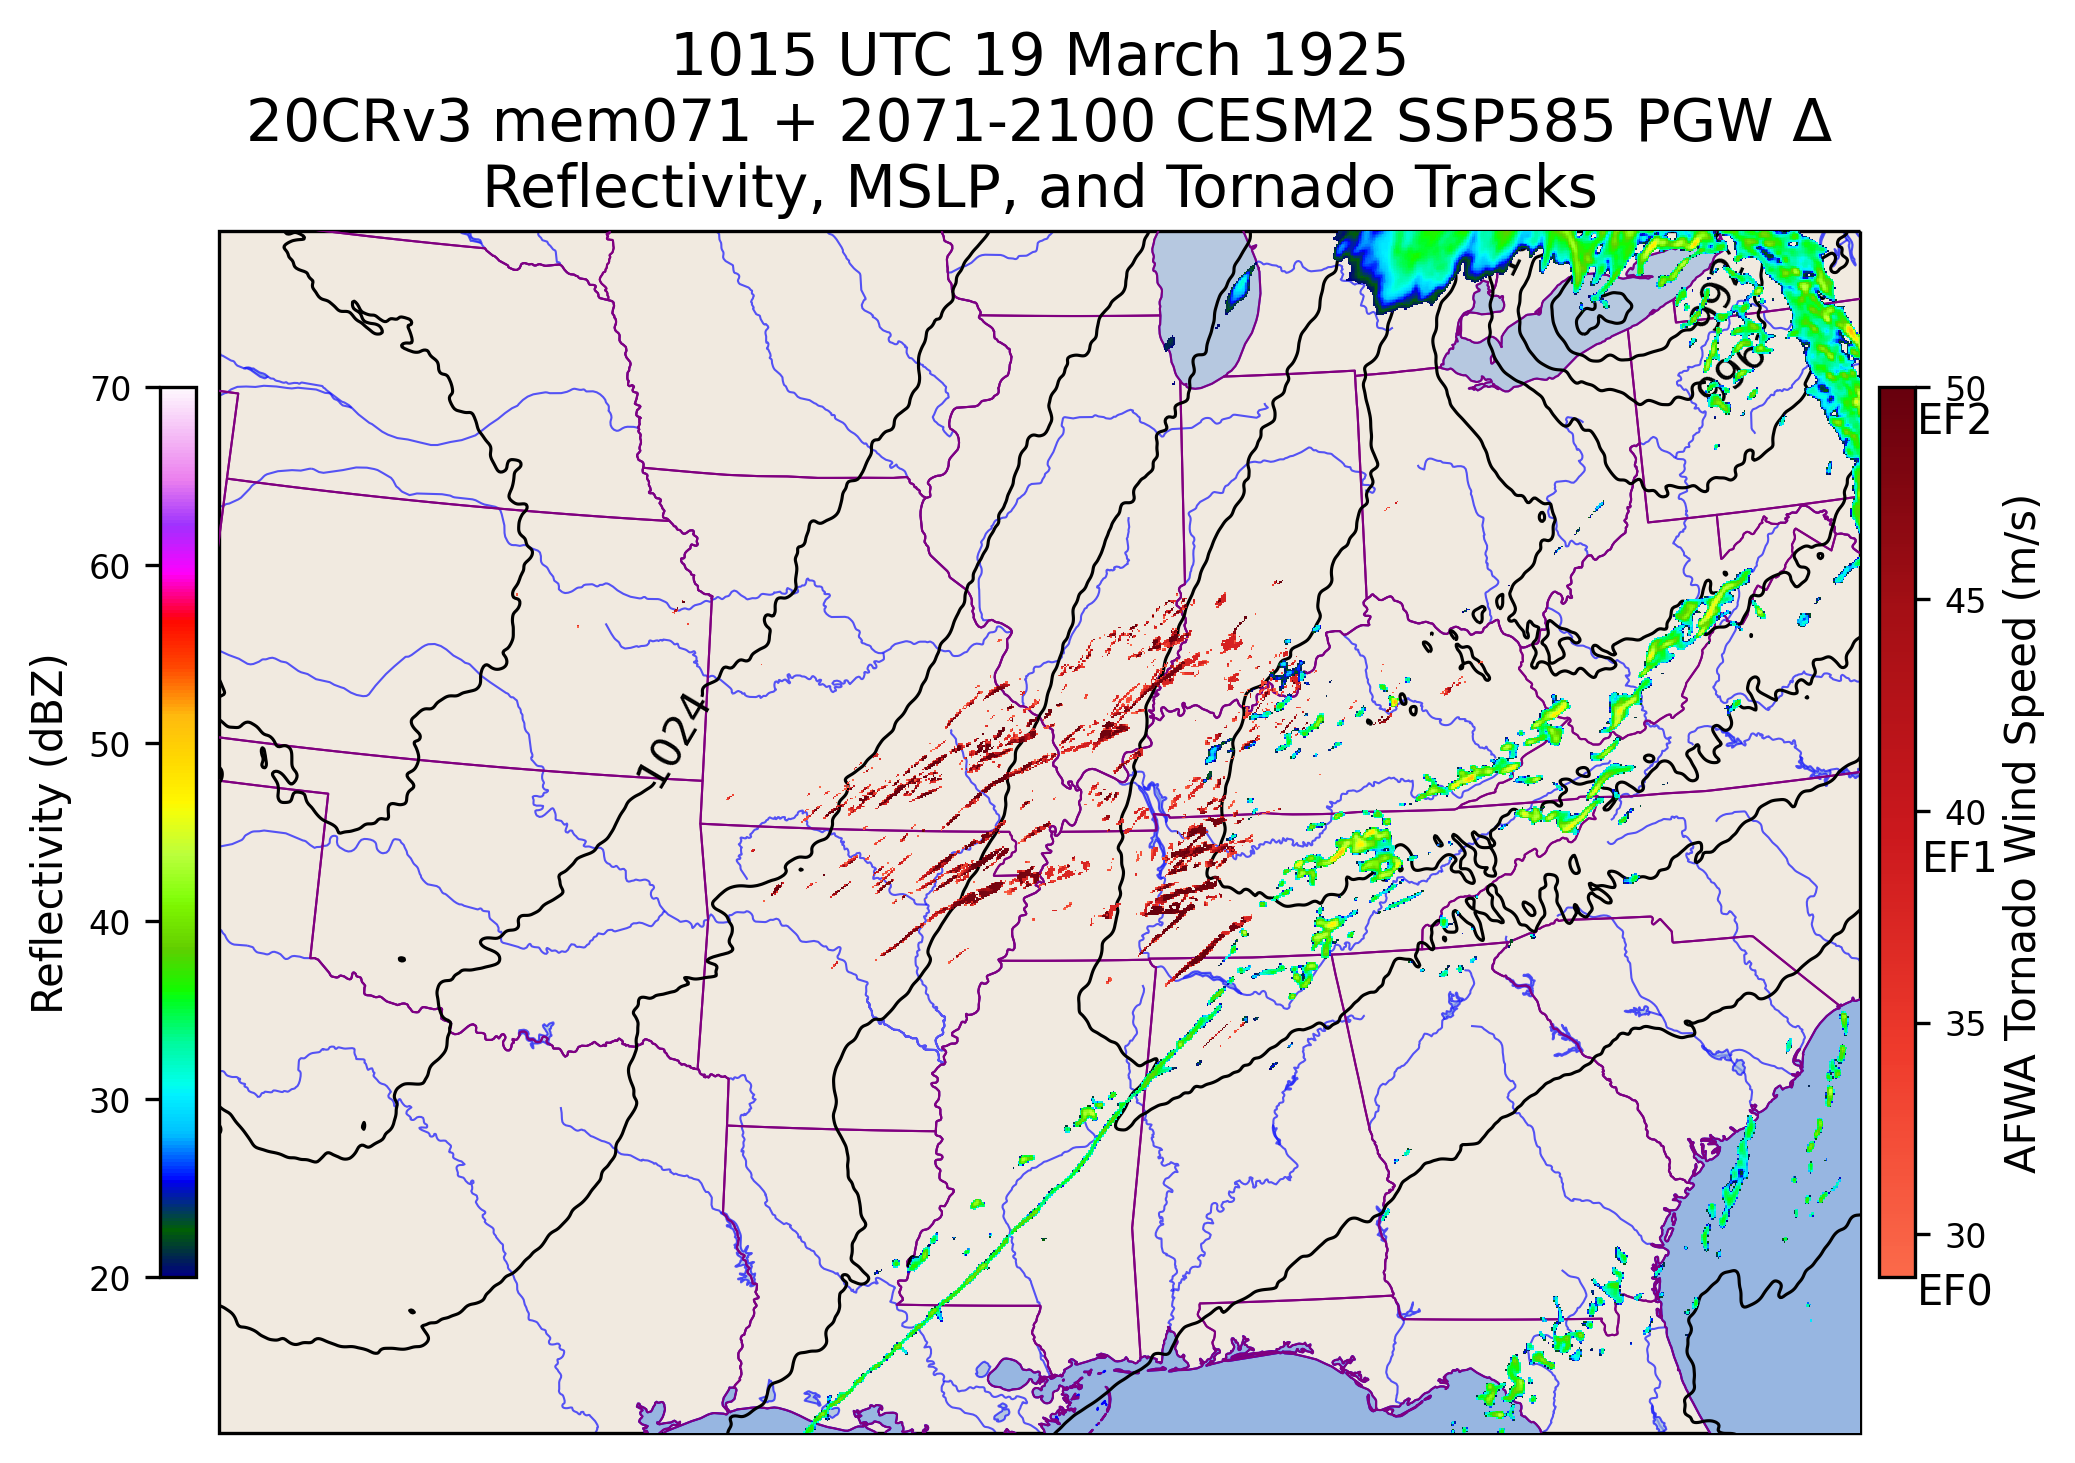 1015 UTC 19 March 1925
20CRv3 mem071 + 2071-2100 CESM2 SSP585 PGW Δ
Reflectivity, MSLP, and Tornado Tracks
70
60
50
40
30
20
Reflectivity (dBZ)
1024
996
50
EF2
45
40
EF1
35
30
EF0
AFWA Tornado Wind Speed (m/s)